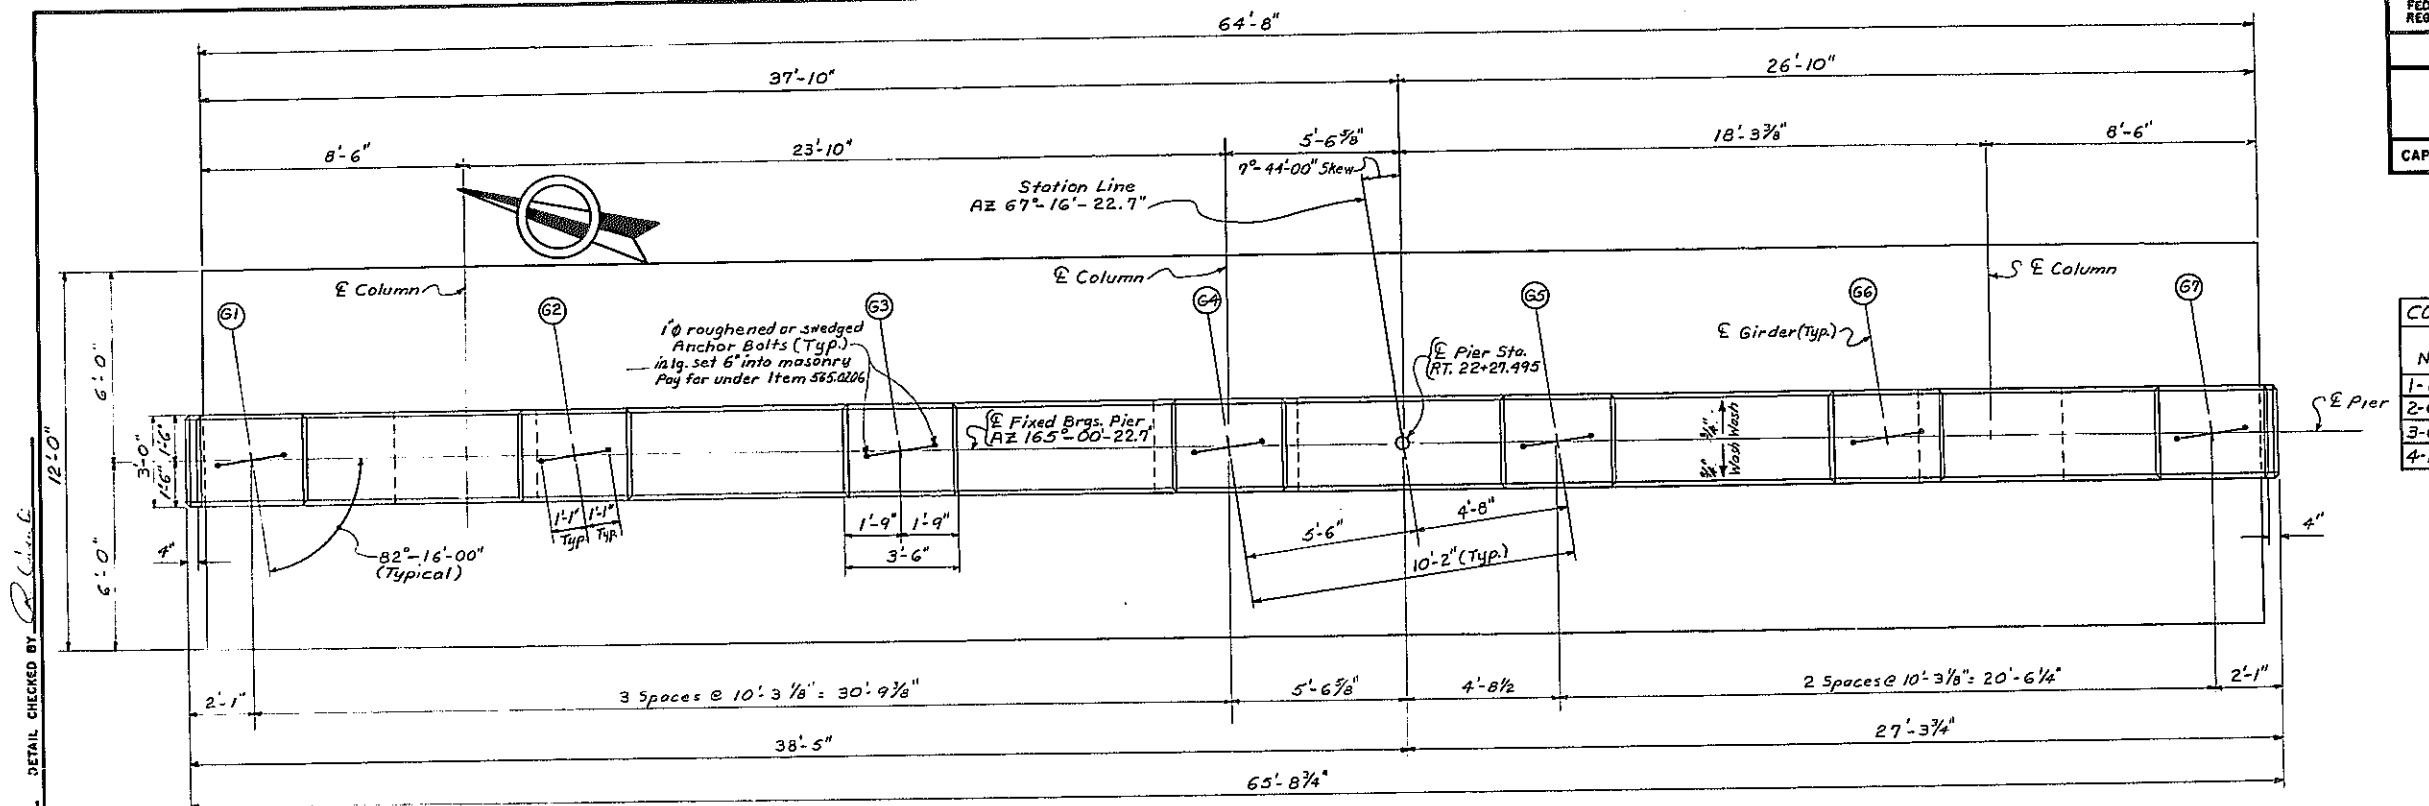 64'-8"
FED
REG
37'-10"
26'-10"
8'-6"
23'-10"
5'-6 5/8"
18'-3 3/8"
8'-6"
CAP
7°-44'-00" Skew
Station Line
AZ 67°-16'-22.7"
℄ Column
℄ Column
℄ Column
G1
G2
G3
G4
G5
G6
G7
1"φ roughened or swedged
Anchor Bolts (Typ.)
in lg. set 6" into masonry
Pay for under Item 565.0206
℄ Girder (Typ.)
℄ Pier Sta.
RT. 22+27.495
℄ Fixed Brgs. Pier
AZ 165°-00'-22.7"
℄ Pier
12'-0"
6'-0"
6'-0"
3'-0"
1'-6" 1'-6"
3/4" 3/4"
Wash Wash
CO
N
1-
2-
3-
4-
4"
82°-16'-00"
(Typical)
1'-1" 1'-1"
Typ. Typ.
1'-9" 1'-9"
3'-6"
5'-6"
4'-8"
10'-2" (Typ.)
4"
2'-1"
3 Spaces @ 10'-3 1/8" = 30'-9 3/8"
5'-6 5/8"
4'-8 1/2
2 Spaces @ 10'-3 1/8" = 20'-6 1/4"
2'-1"
38'-5"
27'-3 3/4"
65'-8 3/4"
DETAIL CHECKED BY